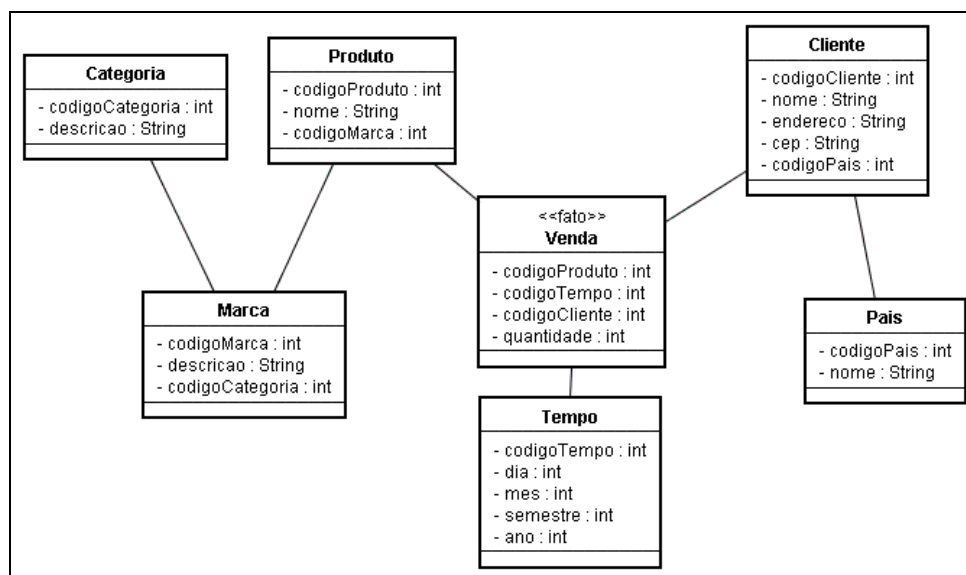 Categoria
- codigoCategoria : int
- descricao : String
Produto
- codigoProduto : int
- nome : String
- codigoMarca : int
Cliente
- codigoCliente : int
- nome : String
- endereco : String
- cep : String
- codigoPais : int
<<fato>>
Venda
- codigoProduto : int
- codigoTempo : int
- codigoCliente : int
- quantidade : int
Marca
- codigoMarca : int
- descricao : String
- codigoCategoria : int
Pais
- codigoPais : int
- nome : String
Tempo
- codigoTempo : int
- dia : int
- mes : int
- semestre : int
- ano : int